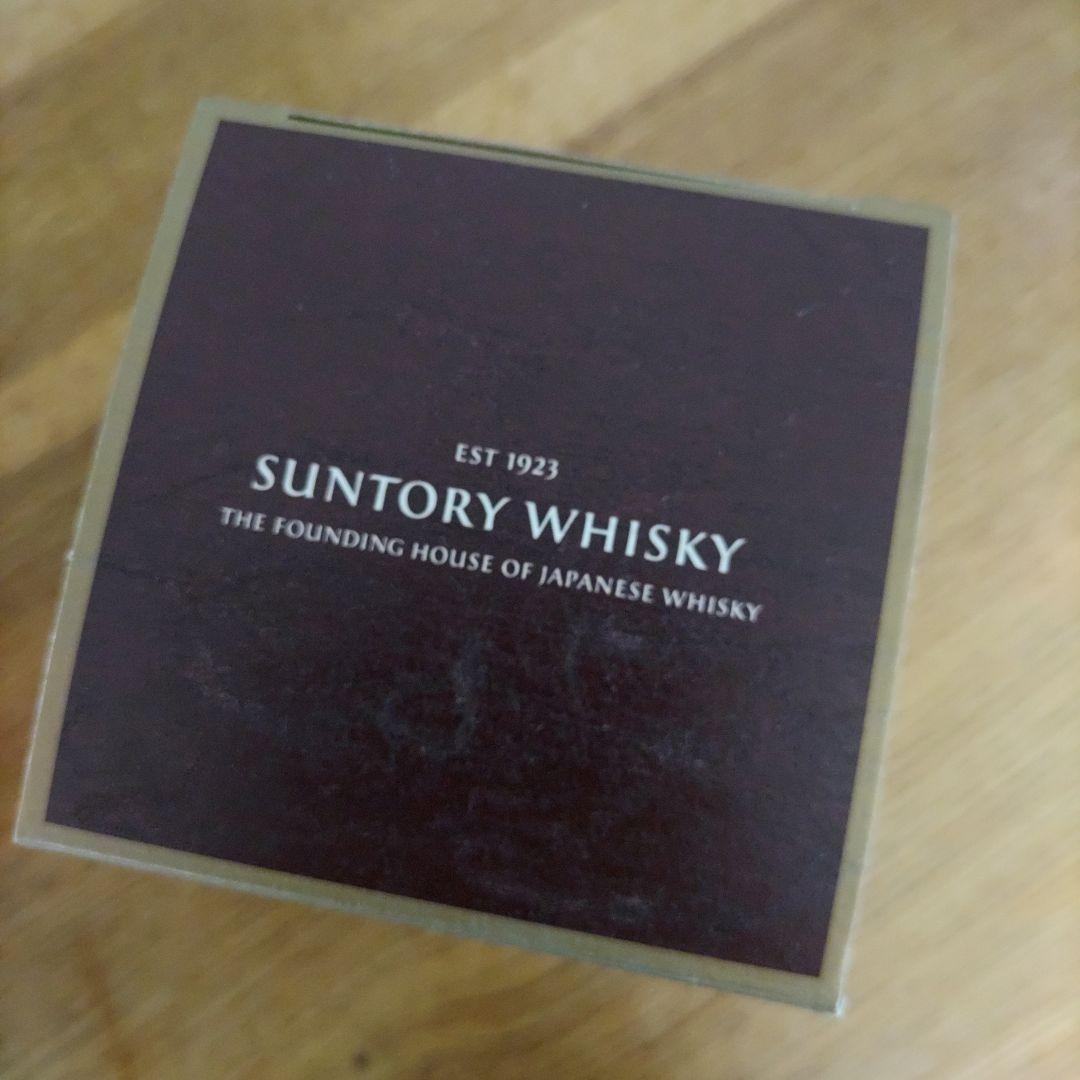 EST 1923
SUNTORY WHISKY
THE FOUNDING HOUSE OF JAPANESE WHISKY